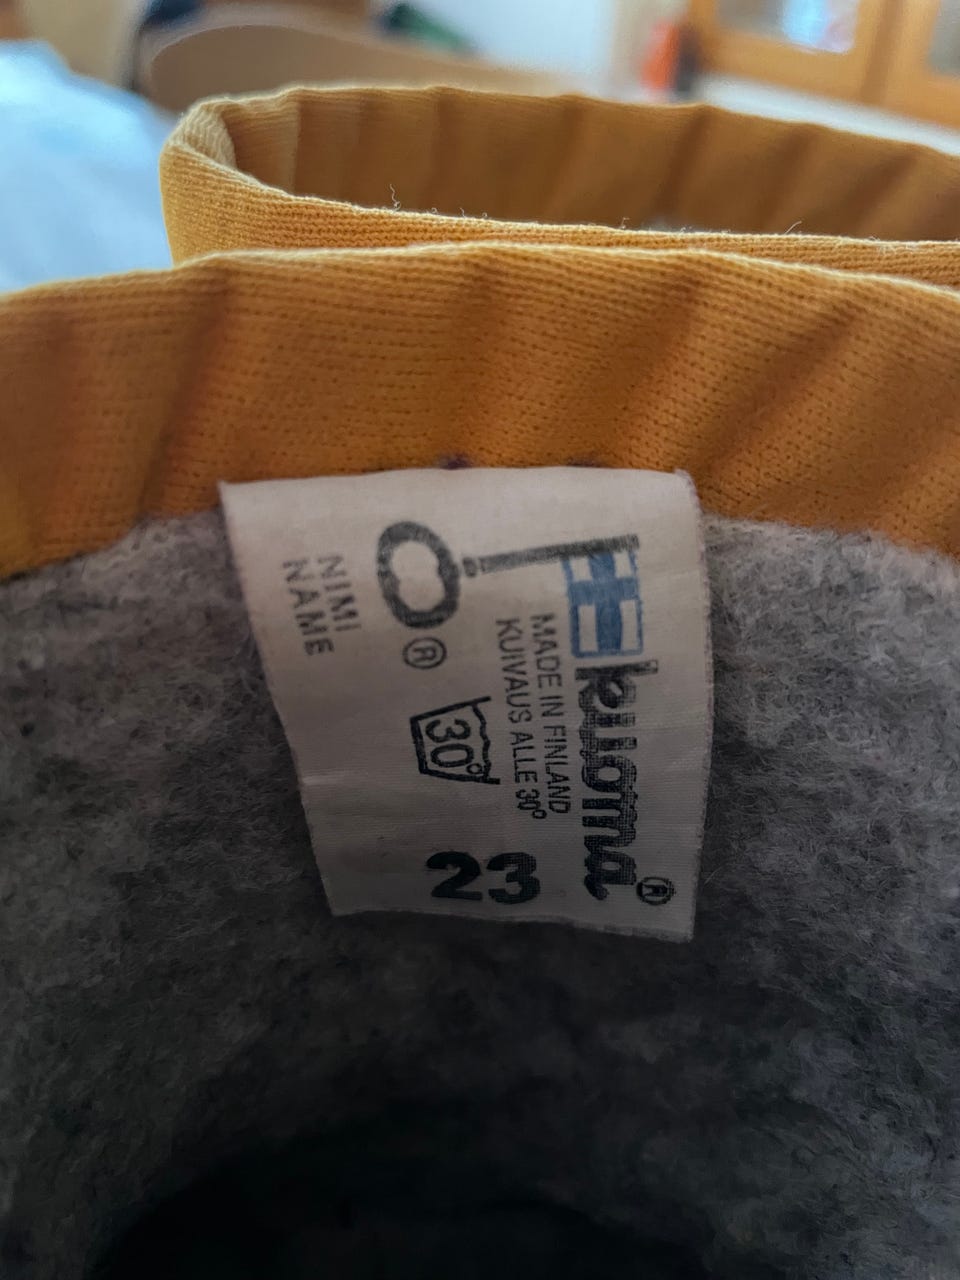 kuoma®
MADE IN FINLAND
KUIVAUS ALLE 30°
®
30°
23
NIMI
NAME